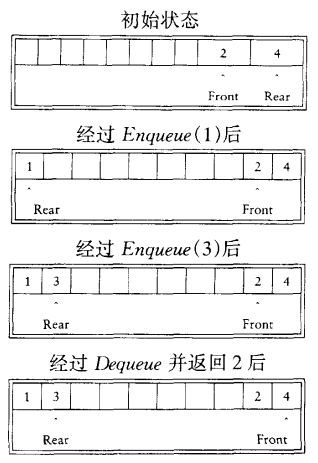 初始状态
2 4
Front Rear
经过 Enqueue(1)后
1 2 4
Rear Front
经过 Enqueue(3)后
1 3 2 4
Rear Front
经过 Dequeue 并返回2后
1 3 2 4
Rear Front